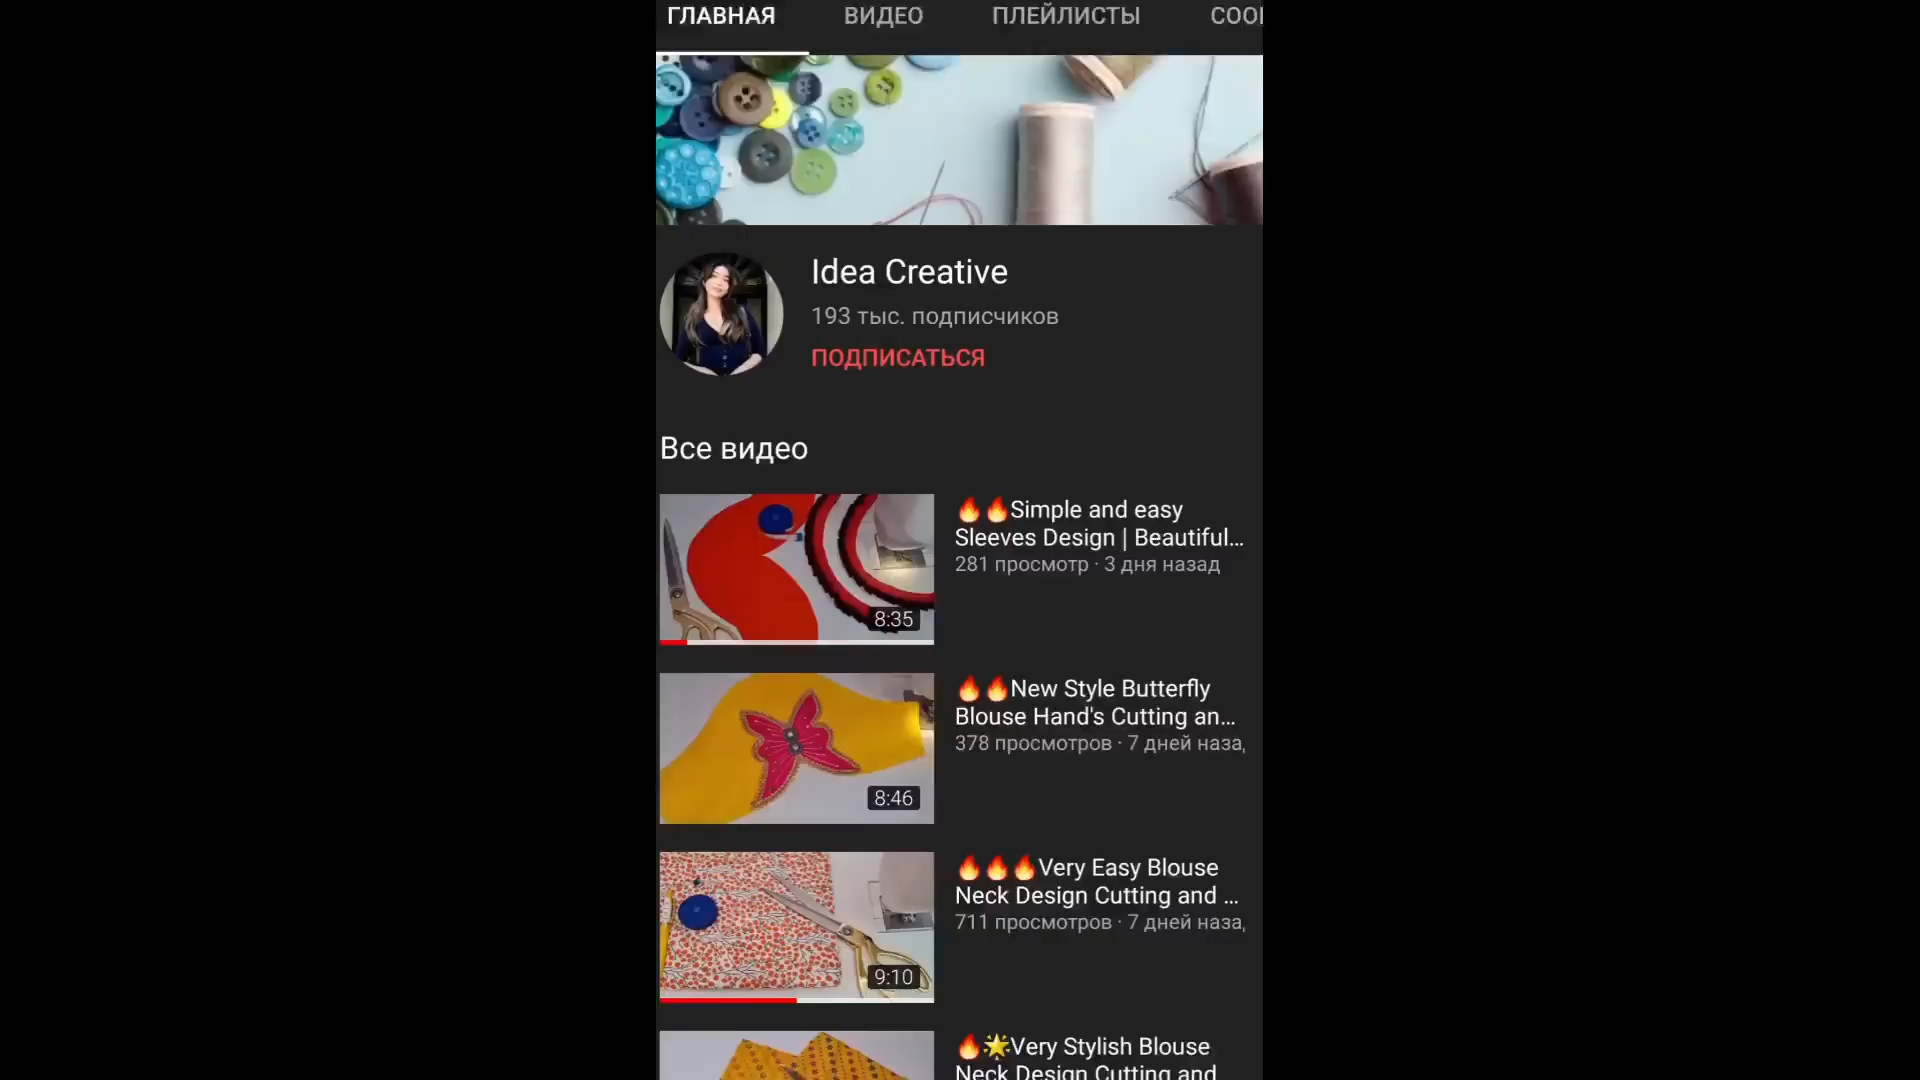 ГЛАВНАЯ ВИДЕО ПЛЕЙЛИСТЫ
Idea Creative
193 тыс. подписчиков
ПОДПИСАТЬСЯ
Все видео
🔥🔥Simple and easy
Sleeves Design | Beautiful...
281 просмотр · 3 дня назад
8:35
🔥🔥New Style Butterfly
Blouse Hand's Cutting an...
378 просмотров · 7 дней наза
8:46
🔥🔥🔥Very Easy Blouse
Neck Design Cutting and ...
711 просмотров · 7 дней наза
9:10
🔥🌟Very Stylish Blouse
Neck Design Cutting and